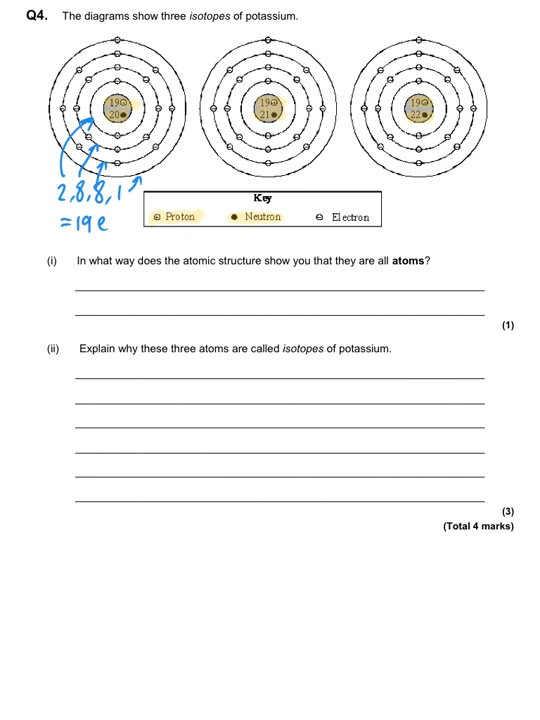 Q4. The diagrams show three isotopes of potassium.
19 19 19
20 21 22
2,8,8,1
= 19 e
Key
Proton Neutron Electron
(i) In what way does the atomic structure show you that they are all atoms?
(1)
(ii) Explain why these three atoms are called isotopes of potassium.
(3)
(Total 4 marks)